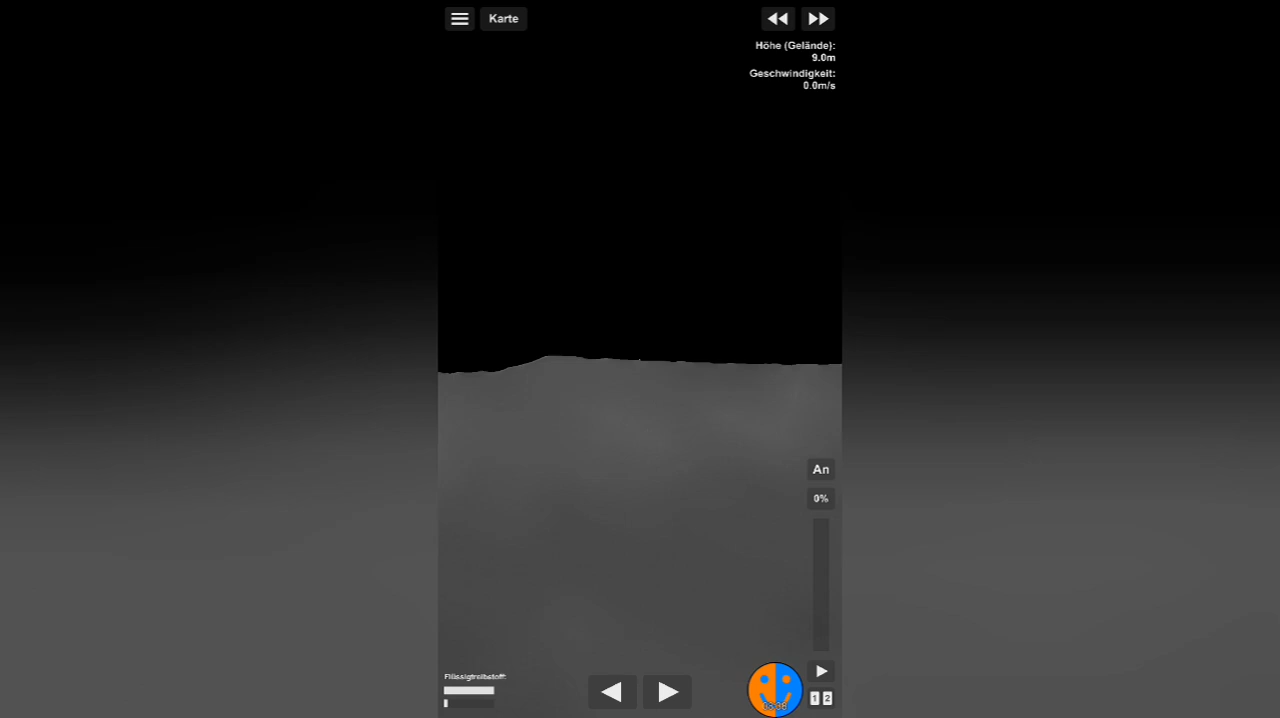 Karte
Höhe (Gelände):
9.0m
Geschwindigkeit:
0.0m/s
An
0%
Flüssigtreibstoff:
1 2